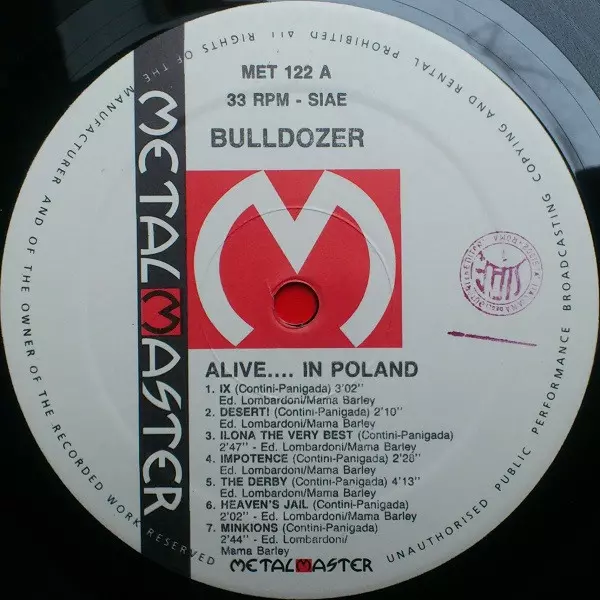 MET 122 A
33 RPM - SIAE
BULLDOZER
METALMASTER
ALIVE.... IN POLAND
1. IX (Contini-Panigada) 3'02"
Ed. Lombardoni/Mama Barley
2. DESERT! (Contini-Panigada) 2'10"
Ed. Lombardoni/Mama Barley
3. ILONA THE VERY BEST (Contini-Panigada)
2'47" - Ed. Lombardoni/Mama Barley
4. IMPOTENCE (Contini-Panigada) 2'28"
Ed. Lombardoni/Mama Barley
5. THE DERBY (Contini-Panigada) 4'13"
Ed. Lombardoni/Mama Barley
6. HEAVEN'S JAIL (Contini-Panigada)
2'02" - Ed. Lombardoni/Mama Barley
7. MINKIONS (Contini-Panigada)
2'44" - Ed. Lombardoni/
Mama Barley
METALMASTER
ALL RIGHTS OF THE MANUFACTURER AND OF THE OWNER OF THE RECORDED WORK RESERVED
UNAUTHORISED PUBLIC PERFORMANCE BROADCASTING COPYING AND RENTAL PROHIBITED
SIAE